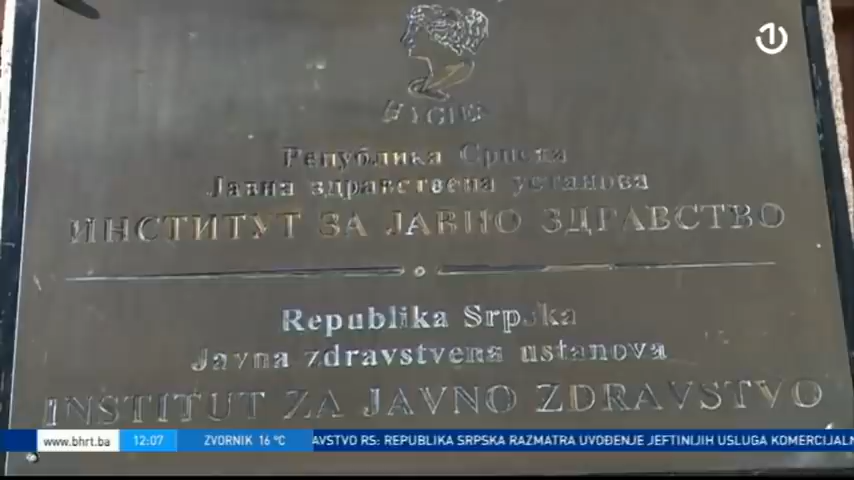 HYGIEA
Република Српска
Јавна здравствена установа
ИНСТИТУТ ЗА ЈАВНО ЗДРАВСТВО
Republika Srpska
Javna zdravstvena ustanova
INSTITUT ZA JAVNO ZDRAVSTVO
www.bhrt.ba 12:07 ZVORNIK 16 °C AVSTVO RS: REPUBLIKA SRPSKA RAZMATRA UVOĐENJE JEFTINIJIH USLUGA KOMERCIJALN